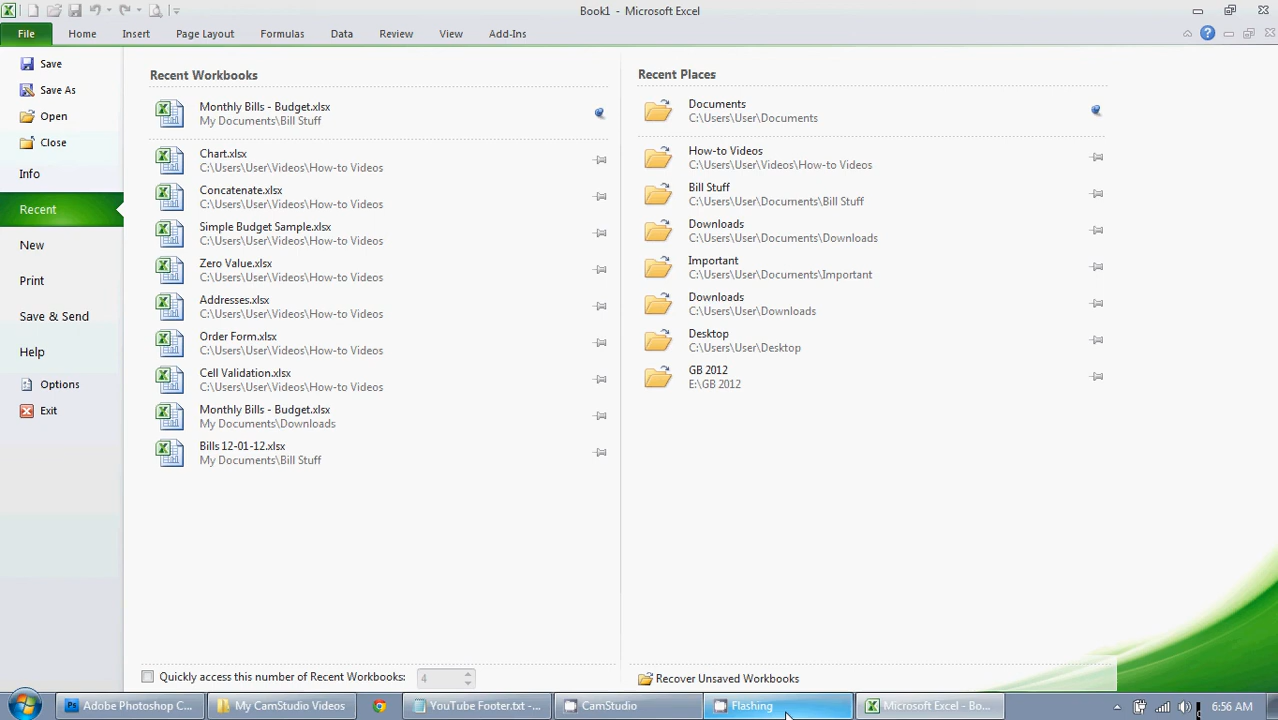 Book1 - Microsoft Excel
File Home Insert Page Layout Formulas Data Review View Add-Ins
Save
Save As
Open
Close
Info
Recent
New
Print
Save & Send
Help
Options
Exit
Recent Workbooks
Monthly Bills - Budget.xlsx
My Documents\Bill Stuff
Chart.xlsx
C:\Users\User\Videos\How-to Videos
Concatenate.xlsx
C:\Users\User\Videos\How-to Videos
Simple Budget Sample.xlsx
C:\Users\User\Videos\How-to Videos
Zero Value.xlsx
C:\Users\User\Videos\How-to Videos
Addresses.xlsx
C:\Users\User\Videos\How-to Videos
Order Form.xlsx
C:\Users\User\Videos\How-to Videos
Cell Validation.xlsx
C:\Users\User\Videos\How-to Videos
Monthly Bills - Budget.xlsx
My Documents\Downloads
Bills 12-01-12.xlsx
My Documents\Bill Stuff
Quickly access this number of Recent Workbooks: 4
Recent Places
Documents
C:\Users\User\Documents
How-to Videos
C:\Users\User\Videos\How-to Videos
Bill Stuff
C:\Users\User\Documents\Bill Stuff
Downloads
C:\Users\User\Documents\Downloads
Important
C:\Users\User\Documents\Important
Downloads
C:\Users\User\Downloads
Desktop
C:\Users\User\Desktop
GB 2012
E:\GB 2012
Recover Unsaved Workbooks
Adobe Photoshop C... My CamStudio Videos YouTube Footer.txt -... CamStudio Flashing Microsoft Excel - Bo... 6:56 AM